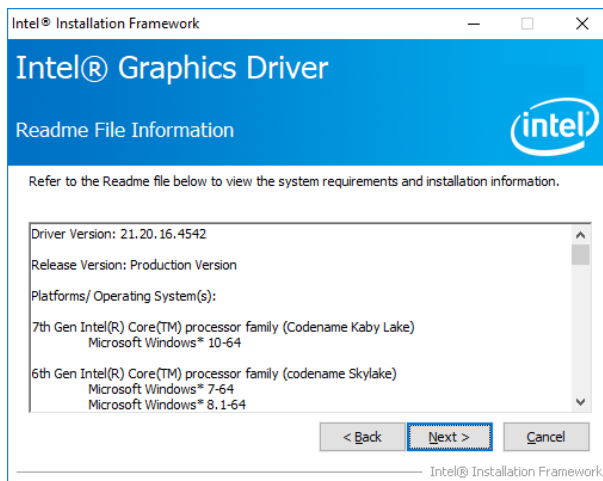 Intel® Installation Framework
Intel® Graphics Driver
Readme File Information
intel
Refer to the Readme file below to view the system requirements and installation information.
Driver Version: 21.20.16.4542
Release Version: Production Version
Platforms/ Operating System(s):
7th Gen Intel(R) Core(TM) processor family (Codename Kaby Lake)
Microsoft Windows* 10-64
6th Gen Intel(R) Core(TM) processor family (codename Skylake)
Microsoft Windows* 7-64
Microsoft Windows* 8.1-64
< Back Next > Cancel
Intel® Installation Framework